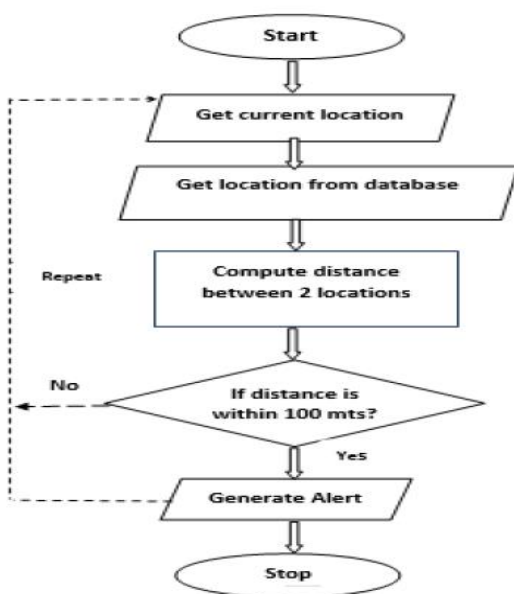 Start
Get current location
Get location from database
Compute distance
between 2 locations
Repeat
No
If distance is
within 100 mts?
Yes
Generate Alert
Stop